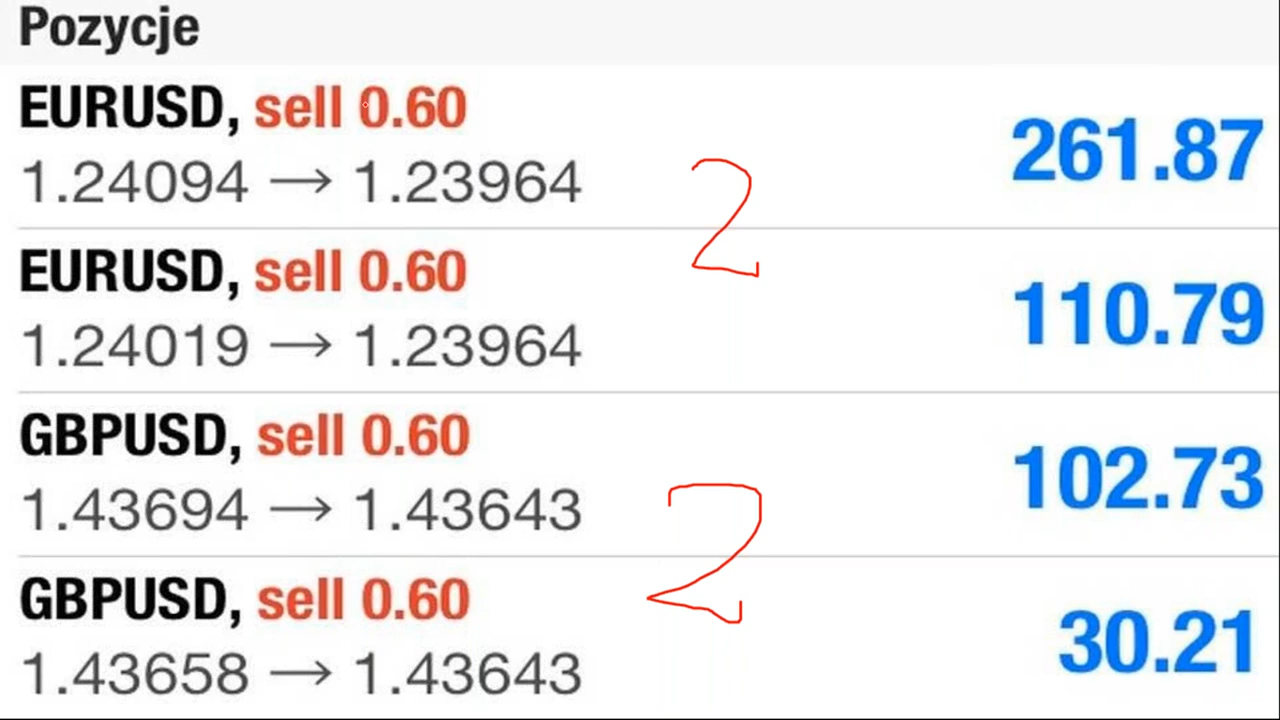 Pozycje
EURUSD, sell 0.60
1.24094 → 1.23964
261.87
2
EURUSD, sell 0.60
1.24019 → 1.23964
110.79
GBPUSD, sell 0.60
1.43694 → 1.43643
102.73
2
GBPUSD, sell 0.60
1.43658 → 1.43643
30.21